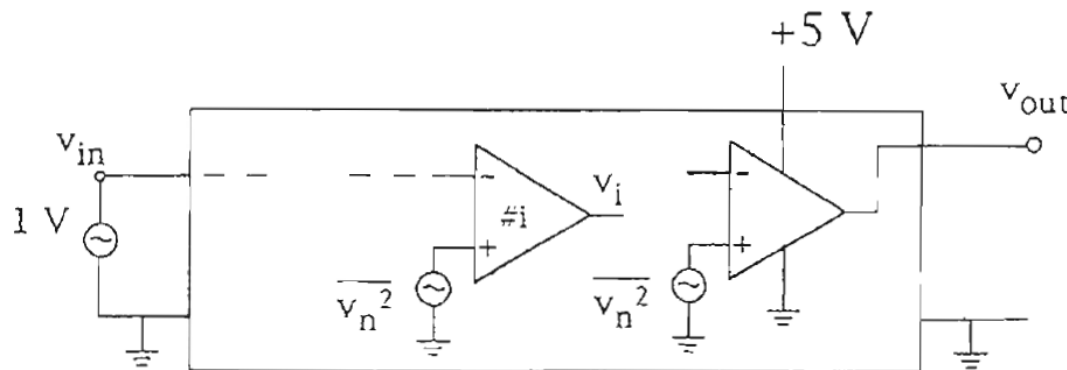 +5 V
v_out
v_in
1 V
-
#i
+
v_i
-
+
v_n^2
v_n^2